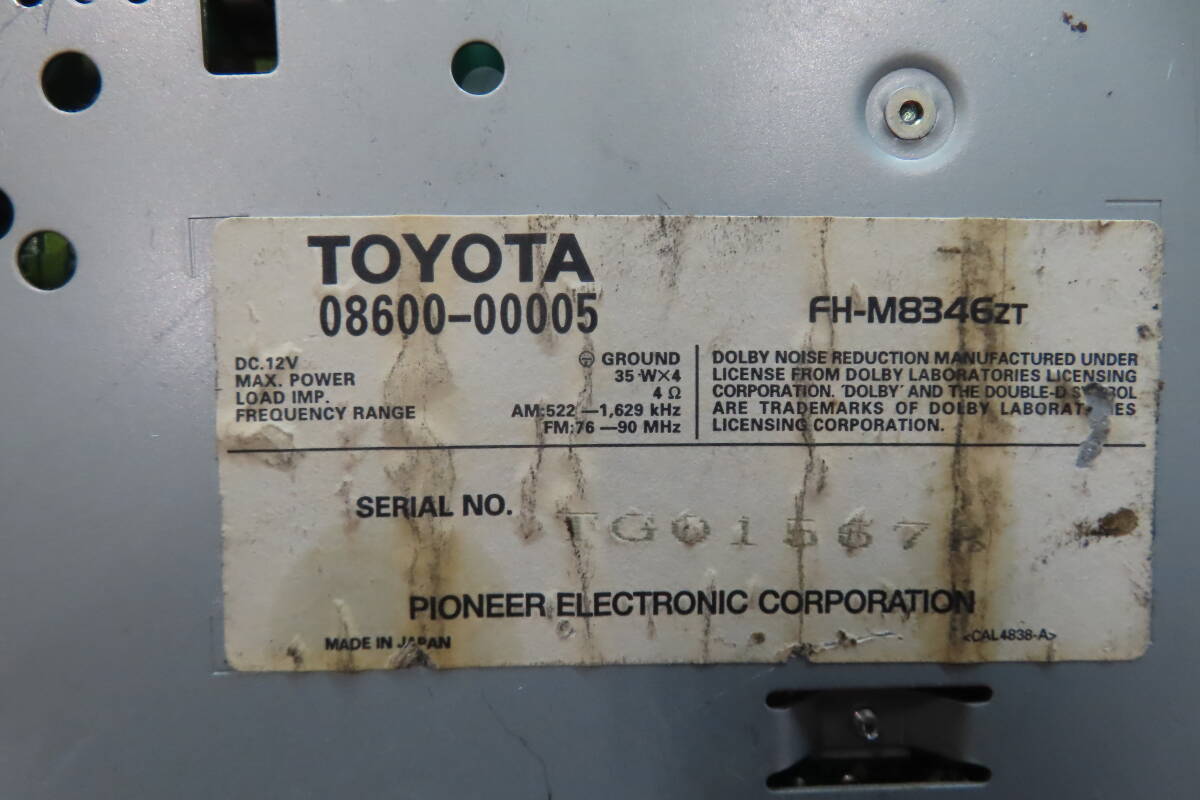 TOYOTA
08600-00005
FH-M8346ZT
DC.12V ⏚ GROUND
MAX. POWER 35 W×4
LOAD IMP. 4 Ω
FREQUENCY RANGE AM:522 —1,629 kHz
FM:76 —90 MHz
DOLBY NOISE REDUCTION MANUFACTURED UNDER
LICENSE FROM DOLBY LABORATORIES LICENSING
CORPORATION. 'DOLBY' AND THE DOUBLE-D SYMBOL
ARE TRADEMARKS OF DOLBY LABORATORIES
LICENSING CORPORATION.
SERIAL NO.
PIONEER ELECTRONIC CORPORATION
MADE IN JAPAN
<CAL4838-A>